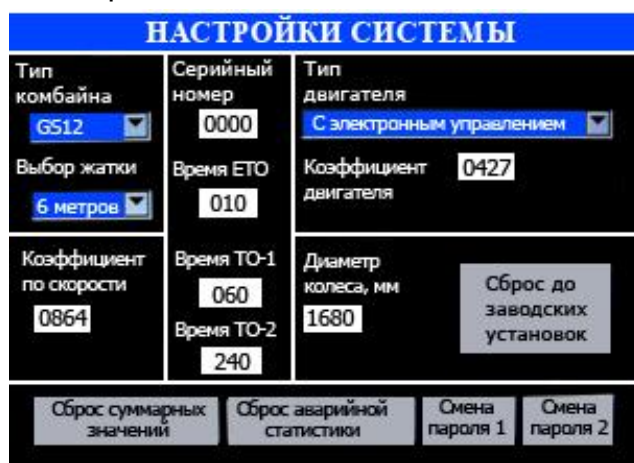 НАСТРОЙКИ СИСТЕМЫ
Тип
комбайна
GS12
Выбор жатки
6 метров
Коэффициент
по скорости
0864
Серийный
номер
0000
Время ЕТО
010
Время ТО-1
060
Время ТО-2
240
Тип
двигателя
С электронным управлением
Коэффициент
двигателя
0427
Диаметр
колеса, мм
1680
Сброс до
заводских
установок
Сброс суммарных
значений
Сброс аварийной
статистики
Смена
пароля 1
Смена
пароля 2